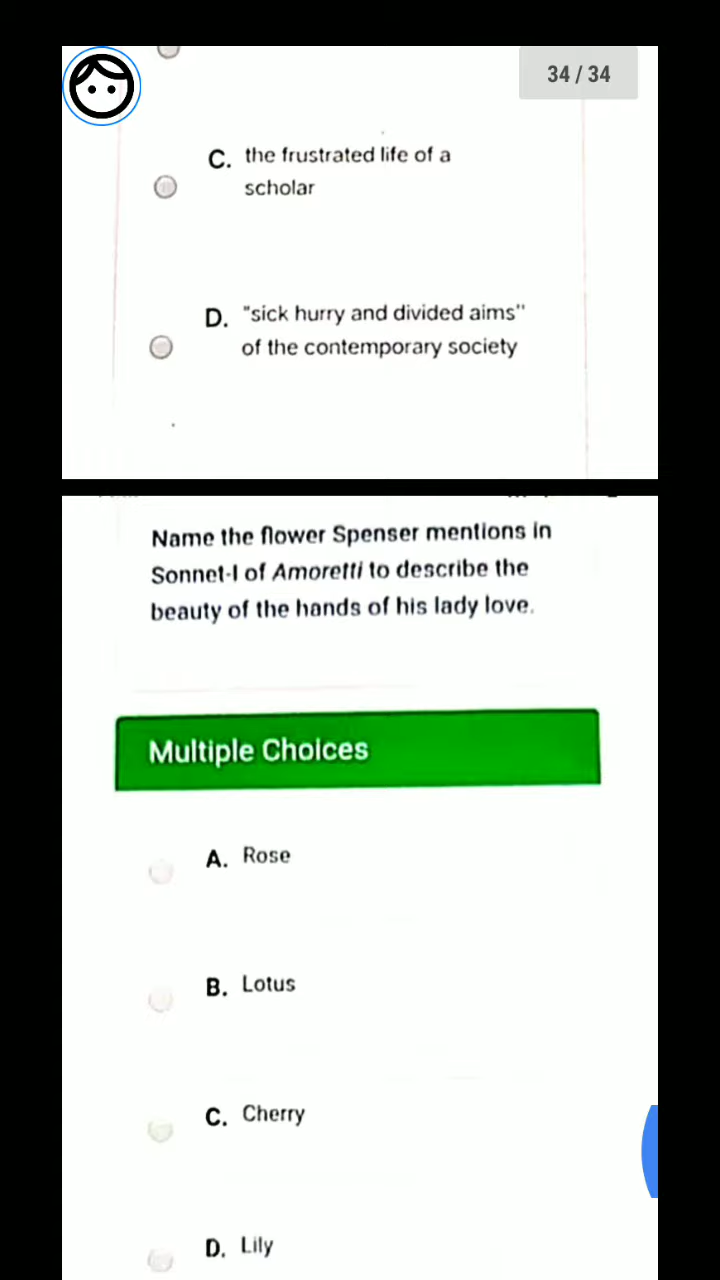 34 / 34
C. the frustrated life of a
scholar
D. "sick hurry and divided aims"
of the contemporary society
Name the flower Spenser mentions in
Sonnet-I of Amoretti to describe the
beauty of the hands of his lady love.
Multiple Choices
A. Rose
B. Lotus
C. Cherry
D. Lily